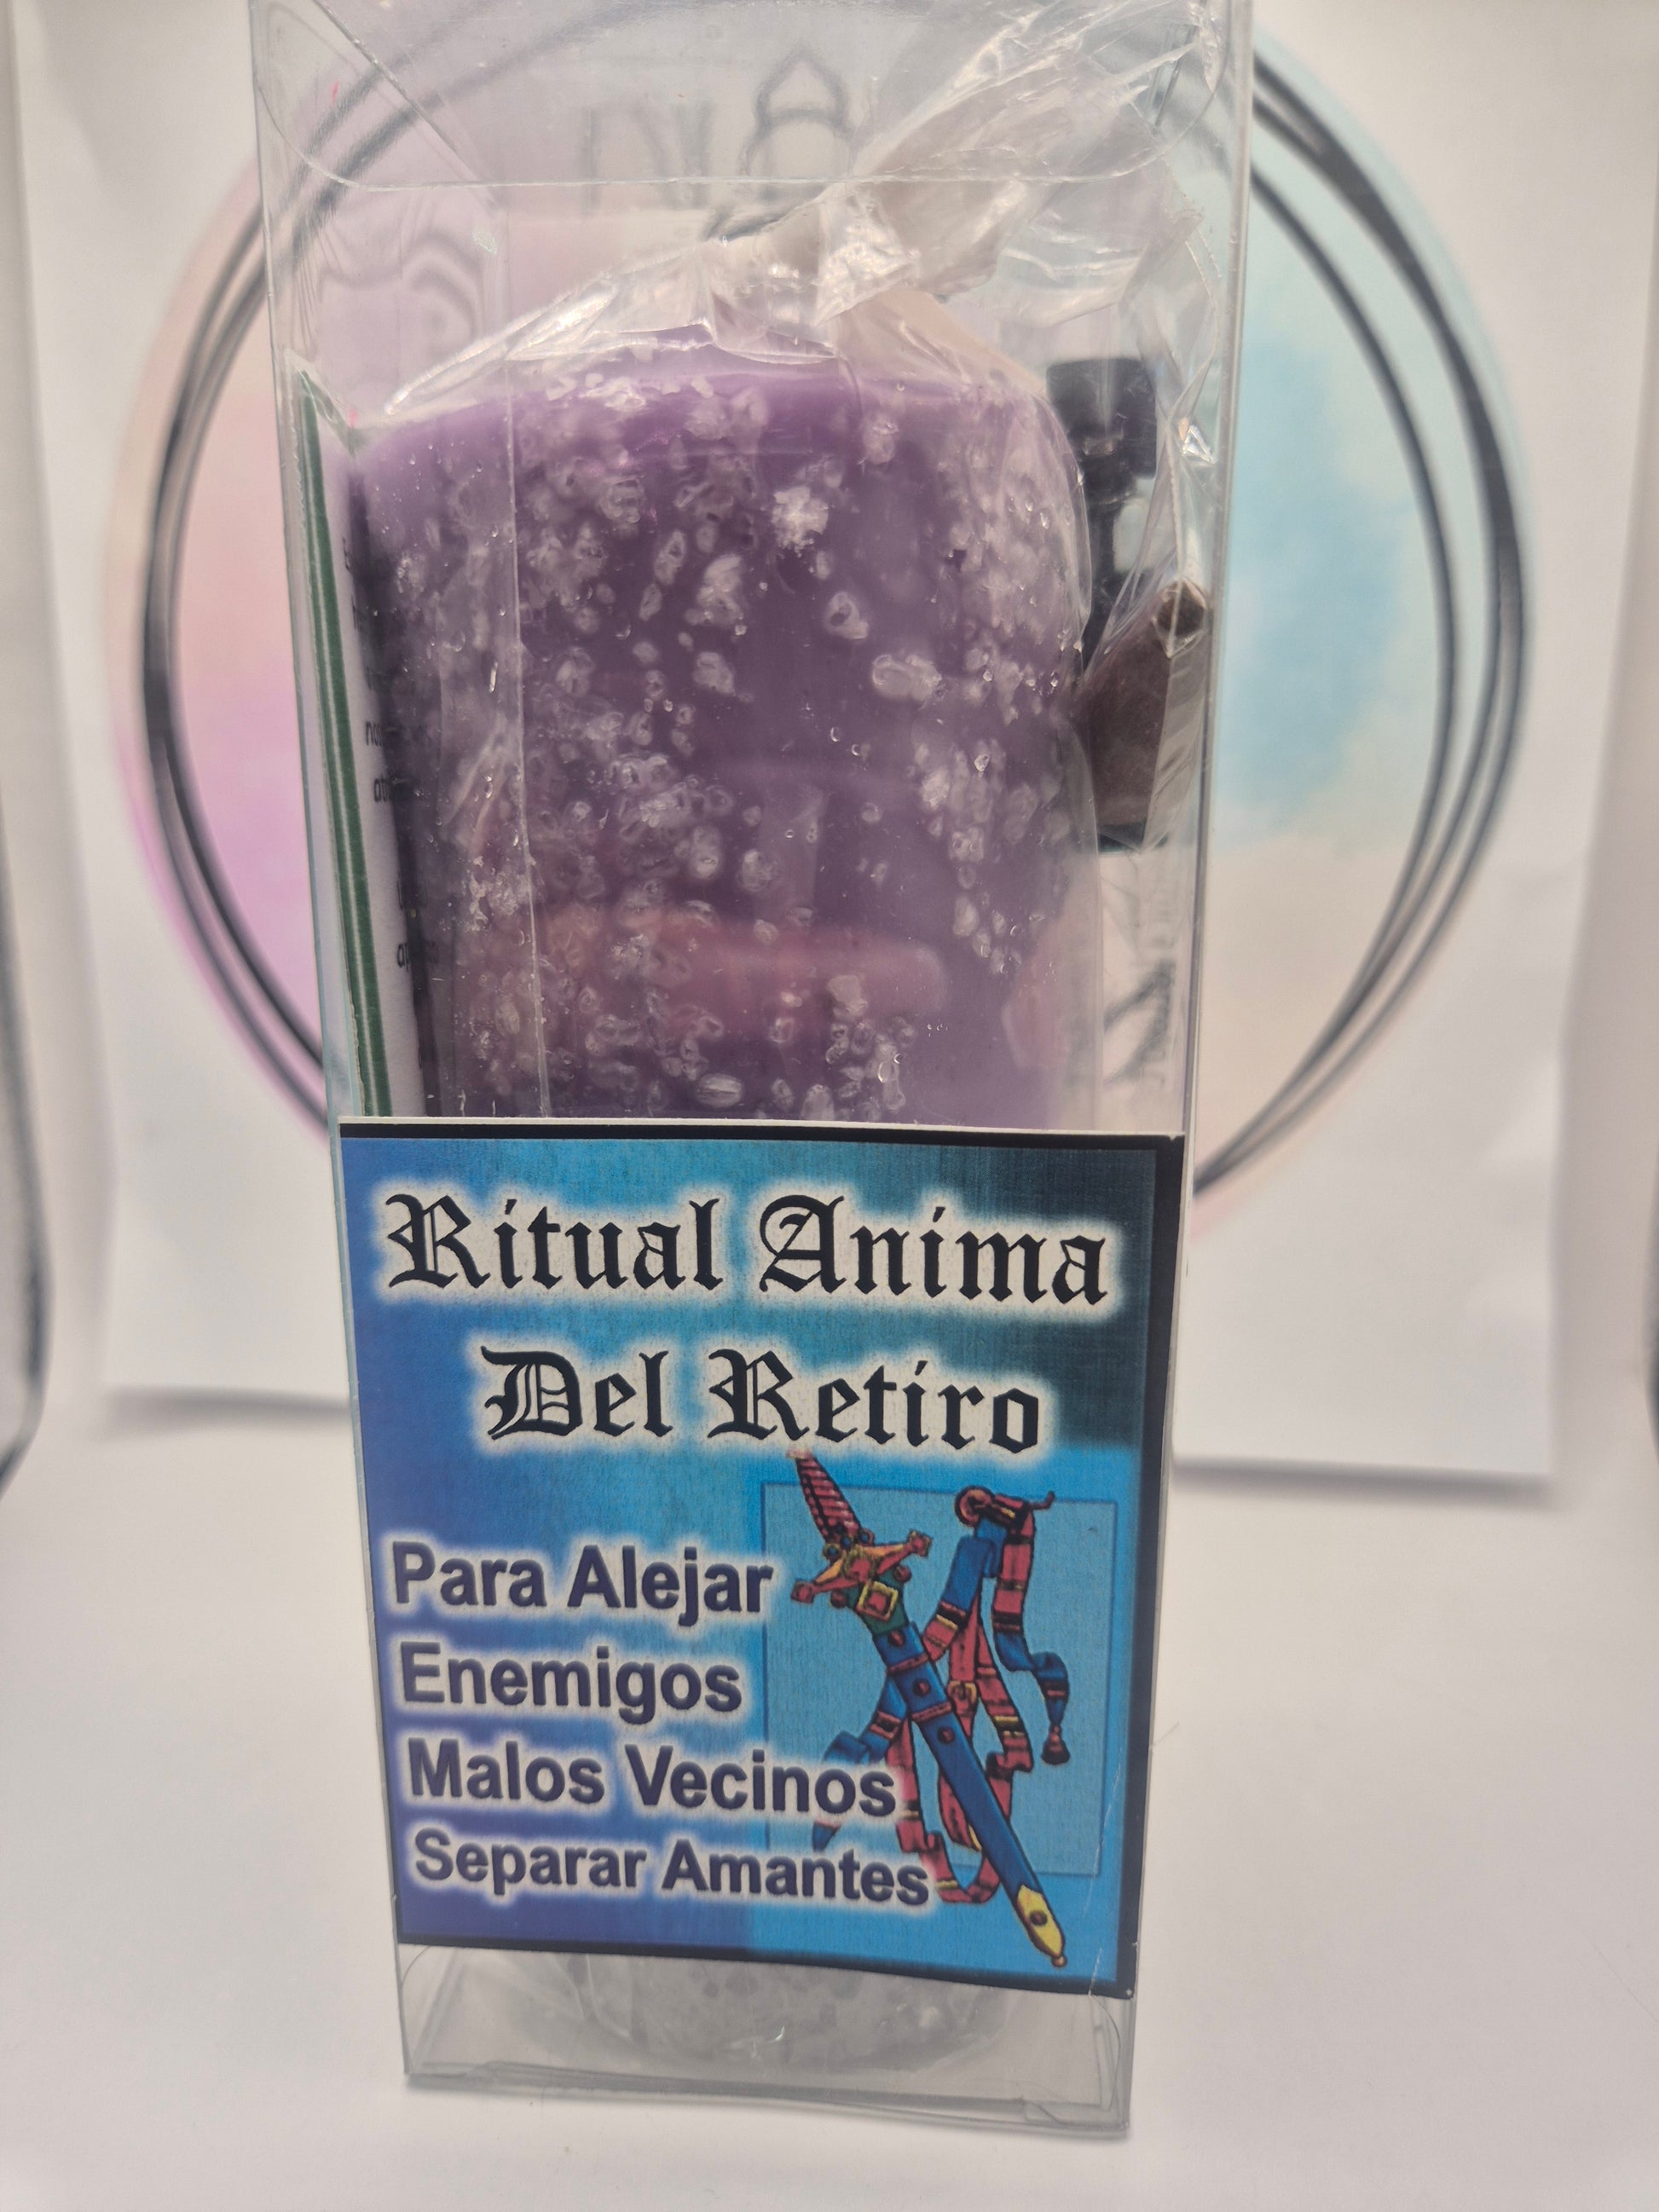 Ritual Anima
Del Retiro
Para Alejar
Enemigos
Malos Vecinos
Separar Amantes